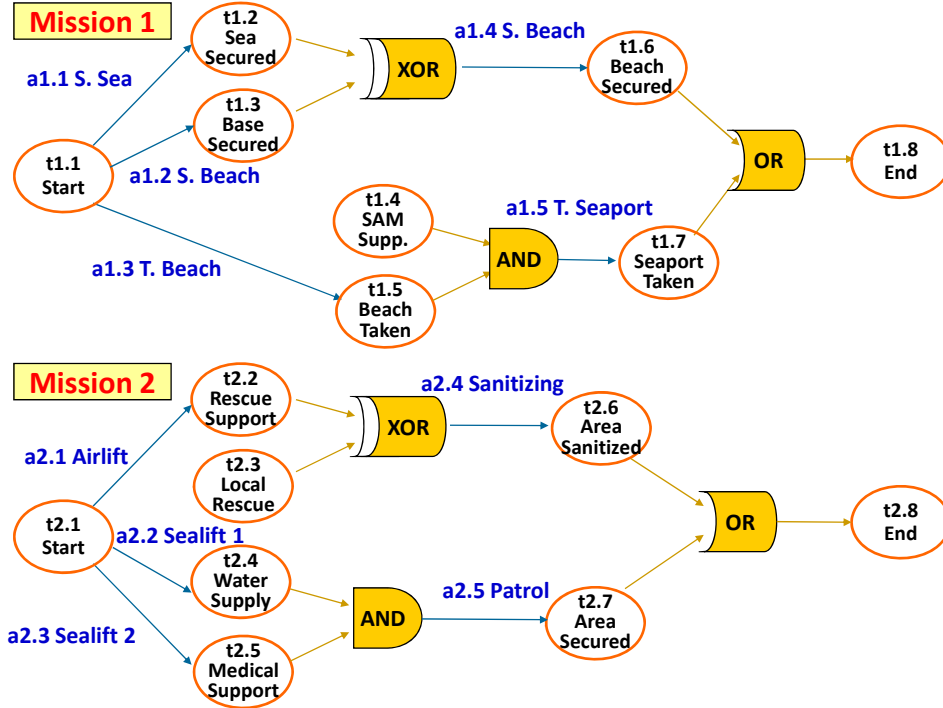 Mission 1
t1.2
Sea
Secured
a1.4 S. Beach
XOR
t1.6
Beach
Secured
a1.1 S. Sea
t1.3
Base
Secured
t1.1
Start
a1.2 S. Beach
OR
t1.8
End
t1.4
SAM
Supp.
a1.5 T. Seaport
AND
t1.7
Seaport
Taken
a1.3 T. Beach
t1.5
Beach
Taken
Mission 2
t2.2
Rescue
Support
a2.4 Sanitizing
XOR
t2.6
Area
Sanitized
a2.1 Airlift
t2.3
Local
Rescue
t2.1
Start
a2.2 Sealift 1
OR
t2.8
End
t2.4
Water
Supply
AND
a2.5 Patrol
t2.7
Area
Secured
a2.3 Sealift 2
t2.5
Medical
Support